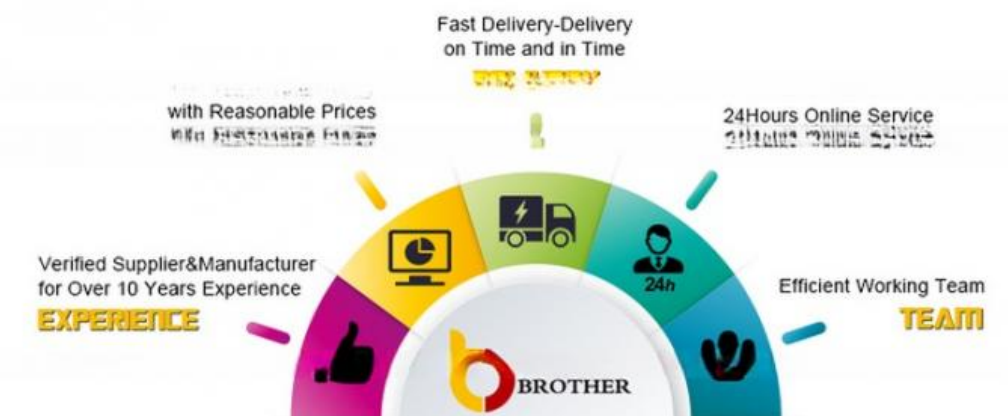 Fast Delivery-Delivery
on Time and in Time
with Reasonable Prices
24Hours Online Service
Verified Supplier&Manufacturer
for Over 10 Years Experience
EXPERIENCE
Efficient Working Team
TEAM
24h
BROTHER